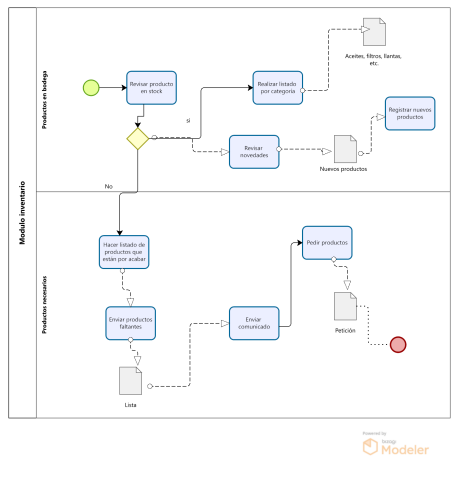 Modulo inventario
Productos en bodega
Revisar producto
en stock
Realizar listado
por categoria
Aceites, filtros, llantas,
etc.
Registrar nuevos
productos
si
Revisar
novedades
Nuevos productos
No
Productos necesarios
Hacer listado de
productos que
están por acabar
Pedir productos
Enviar productos
faltantes
Enviar
comunicado
Petición
Lista
Powered by
bizagi
Modeler